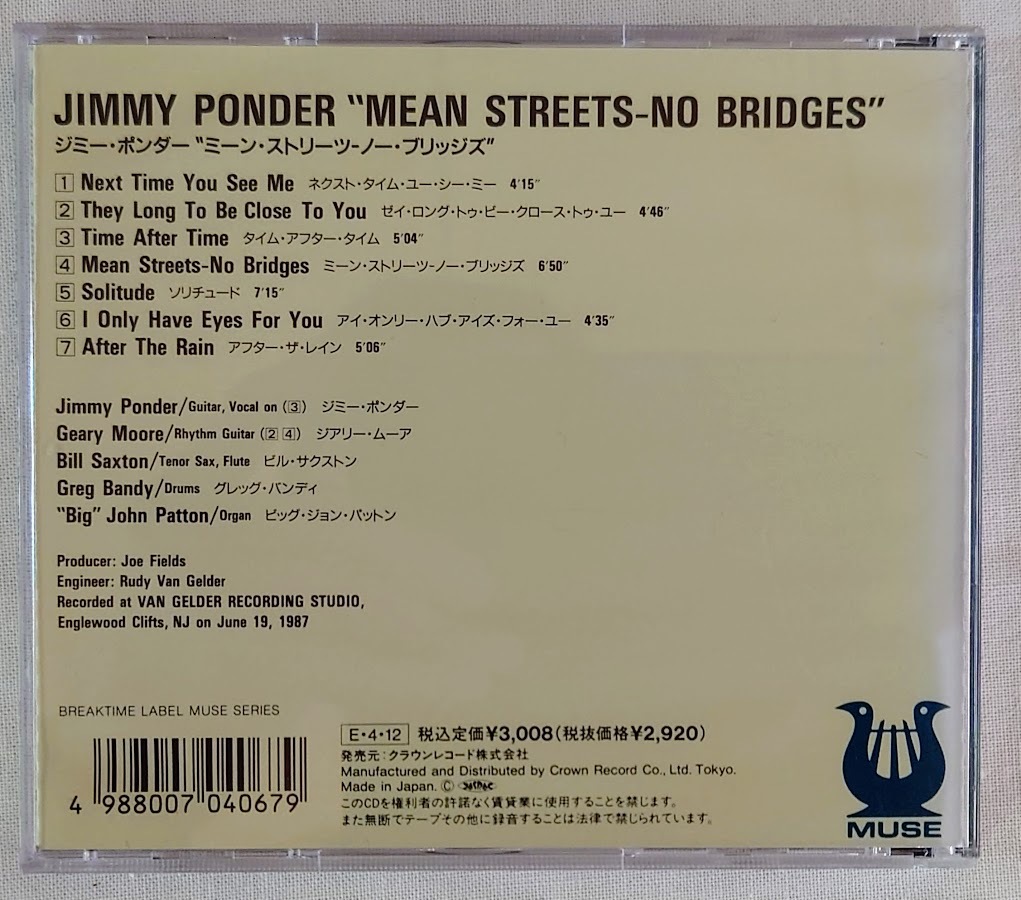 JIMMY PONDER “MEAN STREETS-NO BRIDGES”
ジミー・ポンダー “ミーン・ストリーツ-ノー・ブリッジズ”
1 Next Time You See Me ネクスト・タイム・ユー・シー・ミー 4′15″
2 They Long To Be Close To You ゼイ・ロング・トゥ・ビー・クロース・トゥ・ユー 4′46″
3 Time After Time タイム・アフター・タイム 5′04″
4 Mean Streets-No Bridges ミーン・ストリーツ-ノー・ブリッジズ 6′50″
5 Solitude ソリチュード 7′15″
6 I Only Have Eyes For You アイ・オンリー・ハブ・アイズ・フォー・ユー 4′35″
7 After The Rain アフター・ザ・レイン 5′06″
Jimmy Ponder/Guitar, Vocal on (3) ジミー・ポンダー
Geary Moore/Rhythm Guitar (2 4) ジアリー・ムーア
Bill Saxton/Tenor Sax, Flute ビル・サクストン
Greg Bandy/Drums グレッグ・バンディ
“Big” John Patton/Organ ビッグ・ジョン・パットン
Producer: Joe Fields
Engineer: Rudy Van Gelder
Recorded at VAN GELDER RECORDING STUDIO,
Englewood Clifts, NJ on June 19, 1987
BREAKTIME LABEL MUSE SERIES
E・4・12 税込定価¥3,008(税抜価格¥2,920)
発売元:クラウンレコード株式会社
Manufactured and Distributed by Crown Record Co., Ltd. Tokyo.
Made in Japan. Ⓒ
このCDを権利者の許諾なく賃貸業に使用することを禁じます。
また無断でテープその他に録音することは法律で禁じられています。
4 988007 040679
MUSE